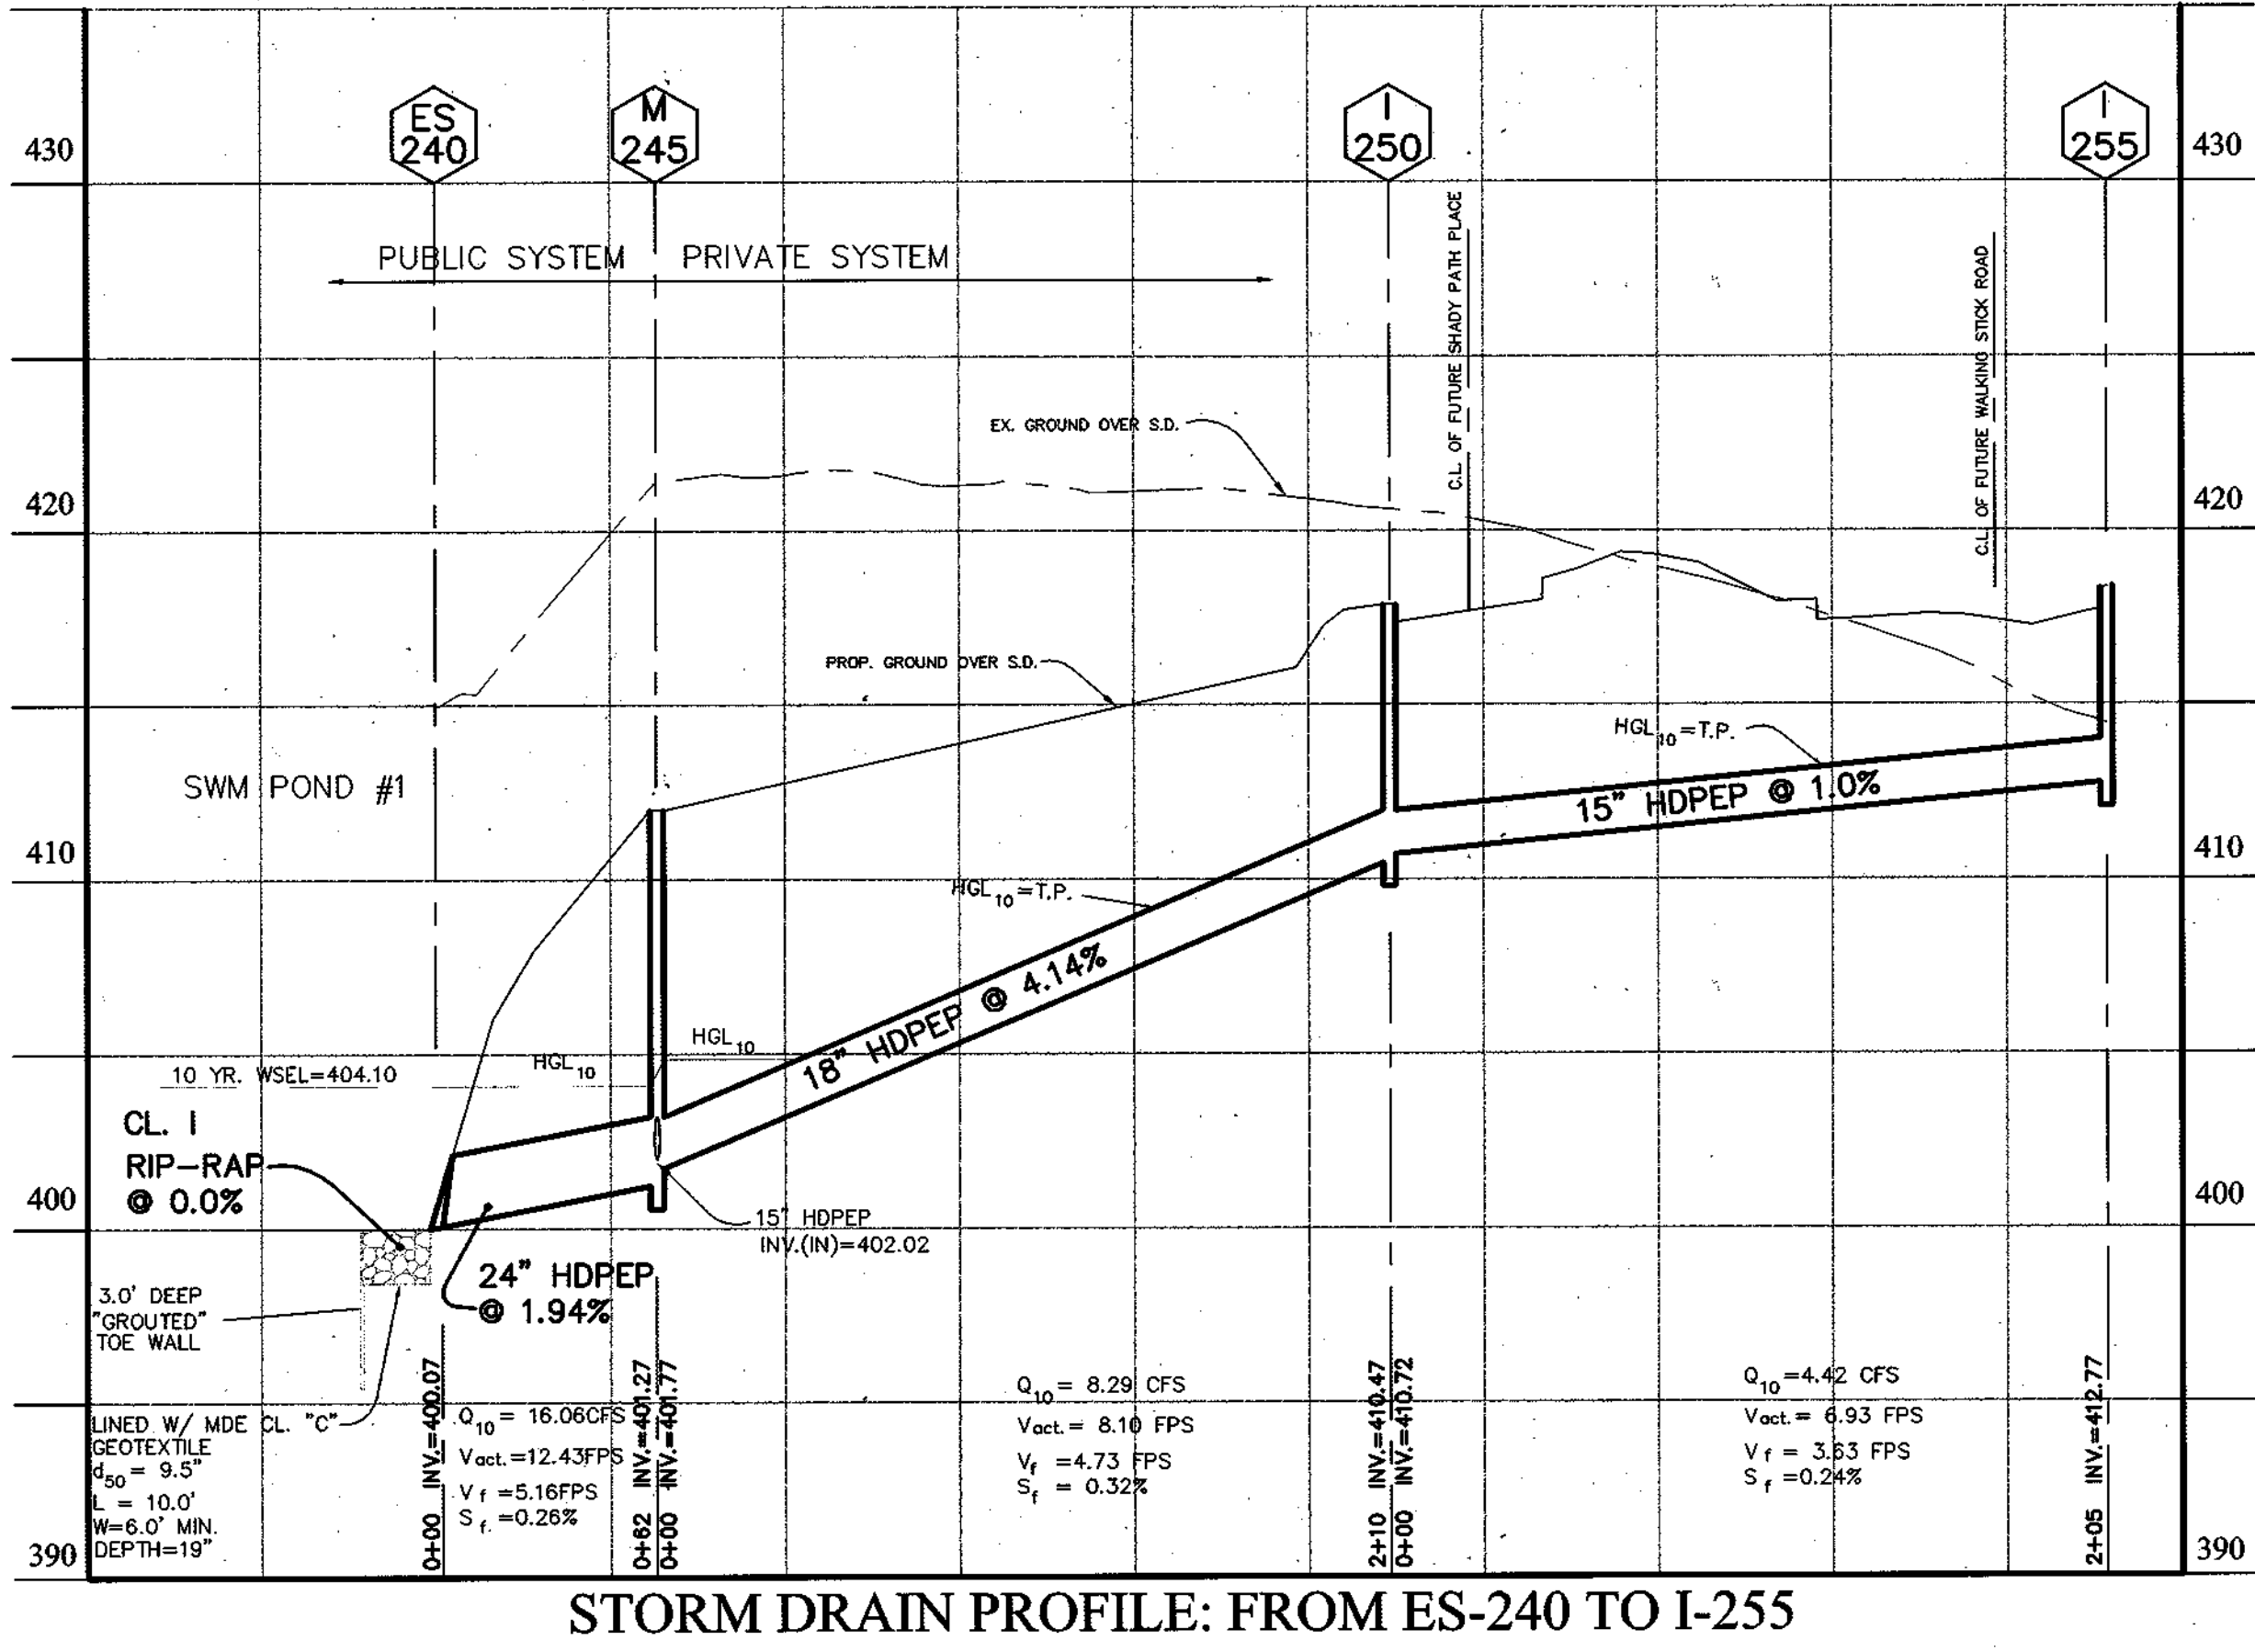 ES
240
M
245
I
250
I
255
430
430
PUBLIC SYSTEM
PRIVATE SYSTEM
C.L. OF FUTURE SHADY PATH PLACE
C.L. OF FUTURE WALKING STICK ROAD
EX. GROUND OVER S.D.
420
420
PROP. GROUND OVER S.D.
HGL10=T.P.
SWM POND #1
15" HDPEP @ 1.0%
410
410
HGL10=T.P.
18" HDPEP @ 4.14%
HGL10
HGL10
10 YR. WSEL=404.10
CL. I
RIP-RAP
@ 0.0%
400
400
15" HDPEP
INV.(IN)=402.02
24" HDPEP
@ 1.94%
3.0' DEEP
"GROUTED"
TOE WALL
LINED W/ MDE CL. "C"
GEOTEXTILE
d50 = 9.5"
L = 10.0'
W=6.0' MIN.
DEPTH=19"
0+00 INV.=400.07
Q10 = 16.06CFS
Vact.=12.43FPS
Vf=5.16FPS
Sf.=0.26%
0+62 INV.=401.27
0+00 INV.=401.77
Q10= 8.29 CFS
Vact.= 8.10 FPS
Vf =4.73 FPS
Sf = 0.32%
2+10 INV.=410.47
0+00 INV.=410.72
Q10=4.42 CFS
Vact.= 6.93 FPS
Vf = 3.63 FPS
Sf=0.24%
2+05 INV.=412.77
390
390
STORM DRAIN PROFILE: FROM ES-240 TO I-255